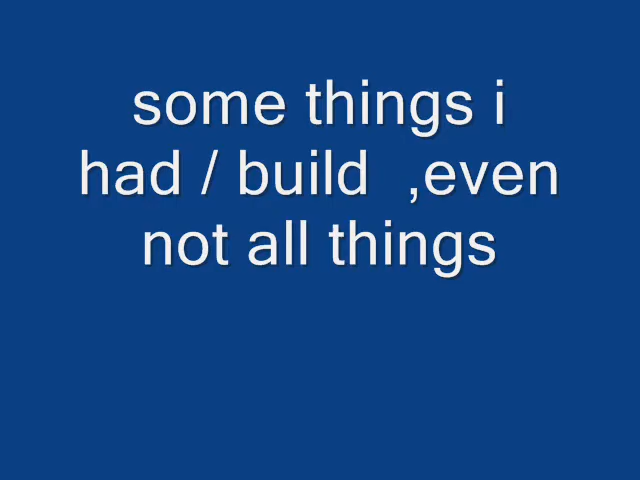 some things i
had / build  ,even
not all things